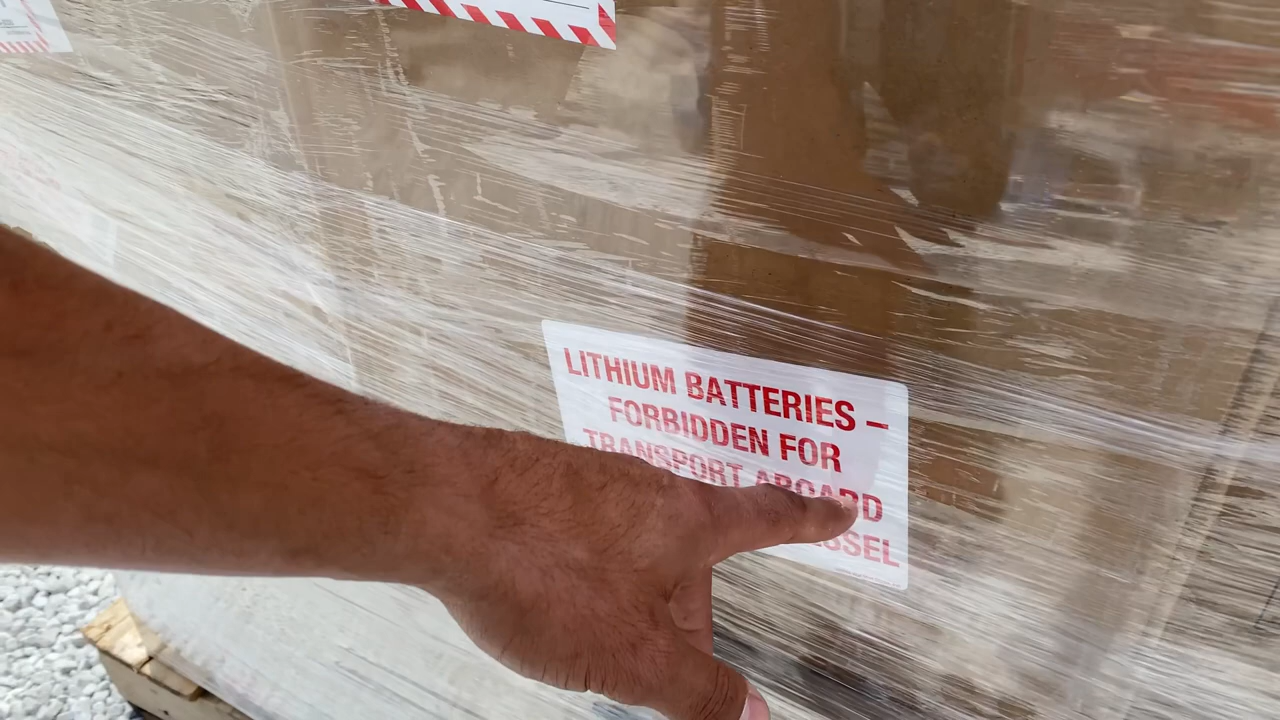 LITHIUM BATTERIES –
FORBIDDEN FOR
TRANSPORT ABOARD